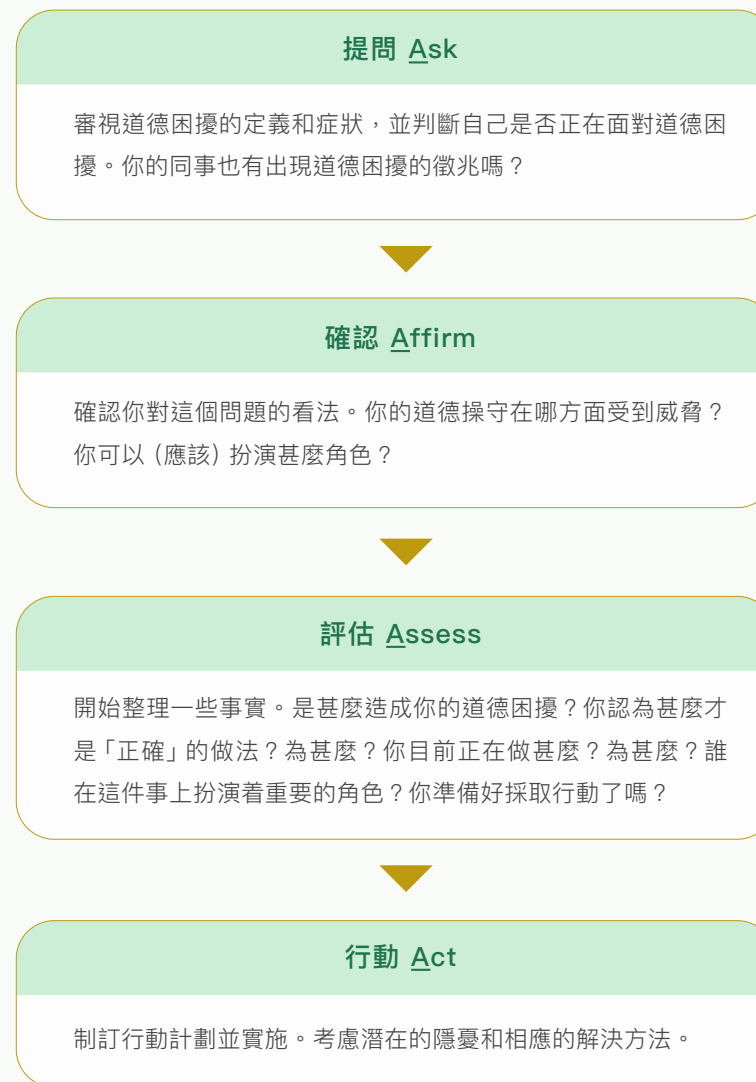 提問 Ask
審視道德困擾的定義和症狀，並判斷自己是否正在面對道德困
擾。你的同事也有出現道德困擾的徵兆嗎？
確認 Affirm
確認你對這個問題的看法。你的道德操守在哪方面受到威脅？
你可以（應該）扮演甚麼角色？
評估 Assess
開始整理一些事實。是甚麼造成你的道德困擾？你認為甚麼才
是「正確」的做法？為甚麼？你目前正在做甚麼？為甚麼？誰
在這件事上扮演着重要的角色？你準備好採取行動了嗎？
行動 Act
制訂行動計劃並實施。考慮潛在的隱憂和相應的解決方法。